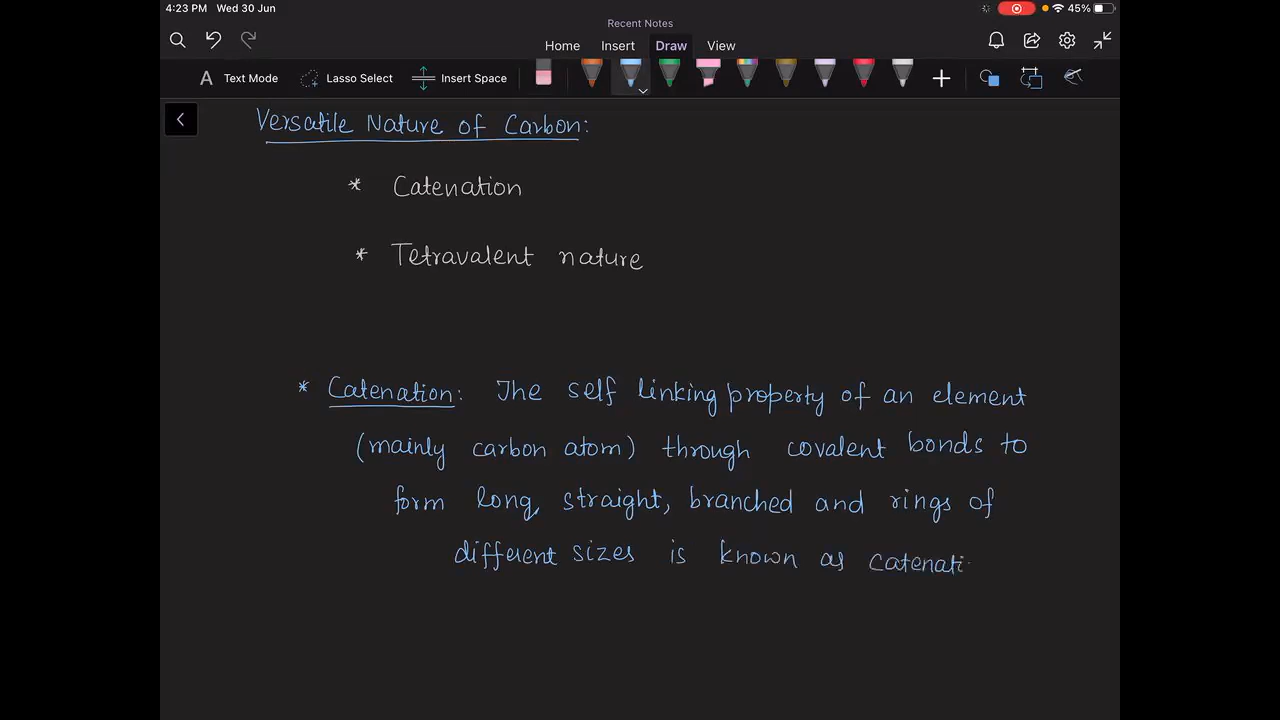 4:23 PM Wed 30 Jun
45%
Recent Notes
Home Insert Draw View
A Text Mode Lasso Select Insert Space
Versatile Nature of Carbon:
* Catenation
* Tetravalent nature
* Catenation: The self linking property of an element
(mainly carbon atom) through covalent bonds to
form long, straight, branched and rings of
different sizes is known as catenati